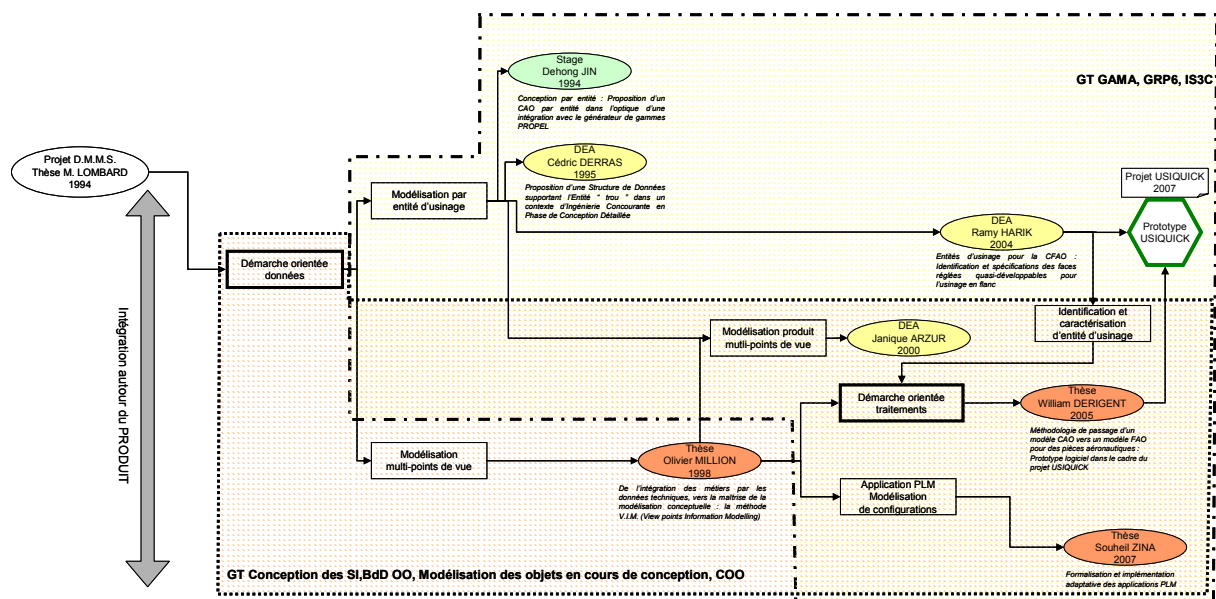 Stage
Dehong JIN
1994
Conception par entité : Proposition d'un
CAO par entité dans l'optique d'une
intégration avec le générateur de gammes
PROPEL
GT GAMA, GRP6, IS3C
Projet D.M.M.S.
Thèse M. LOMBARD
1994
DEA
Cédric DERRAS
1995
Proposition d'une Structure de Données
supportant l'Entité " trou " dans un
contexte d'Ingénierie Concourante en
Phase de Conception Détaillée
Modélisation par
entité d'usinage
Projet USIQUICK
2007
Prototype
USIQUICK
DEA
Ramy HARIK
2004
Entités d'usinage pour la CFAO :
Identification et spécifications des faces
réglées quasi-développables pour
l'usinage en flanc
Démarche orientée
données
Intégration autour du PRODUIT
Identification et
caractérisation
d'entité d'usinage
Modélisation produit
mutli-points de vue
DEA
Janique ARZUR
2000
Démarche orientée
traitements
Thèse
William DERIGENT
2005
Méthodologie de passage d'un
modèle CAO vers un modèle FAO
pour des pièces aéronautiques :
Prototype logiciel dans le cadre du
projet USIQUICK
Modélisation
multi-points de vue
Thèse
Olivier MILLION
1998
De l'intégration des métiers par les
données techniques, vers la maîtrise de la
modélisation conceptuelle : la méthode
V.I.M. (View points Information Modelling)
Application PLM
Modélisation
de configurations
Thèse
Souheil ZINA
2007
Formalisation et implémentation
adaptative des applications PLM
GT Conception des SI,BdD OO, Modélisation des objets en cours de conception, COO